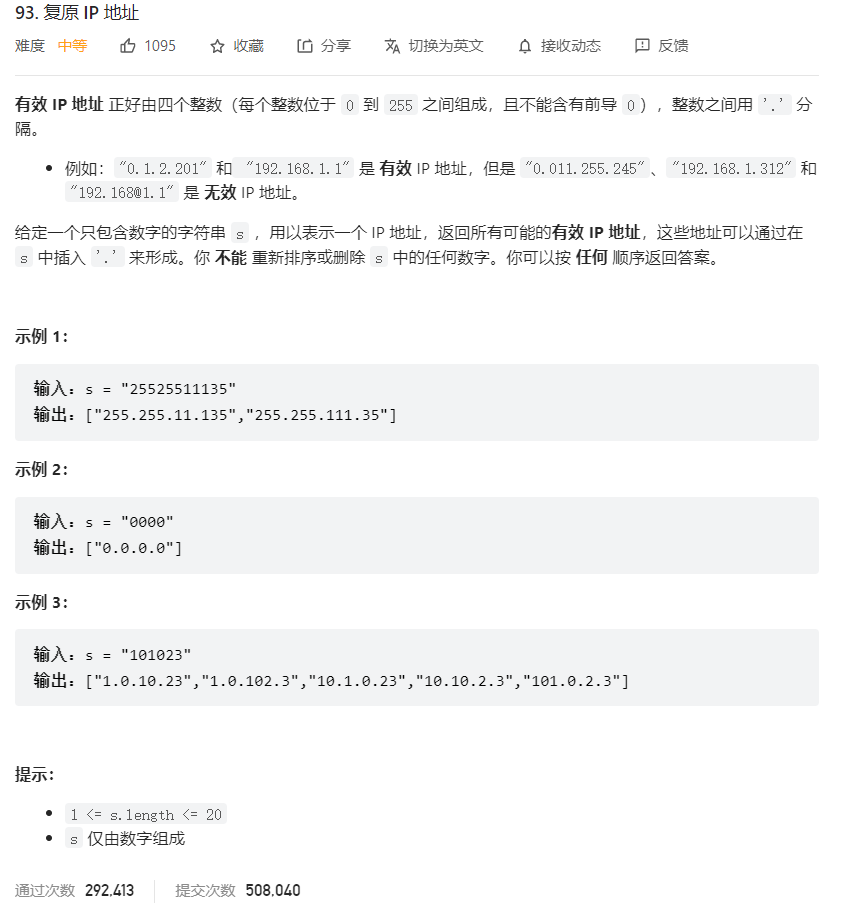 93. 复原 IP 地址
难度 中等 1095 收藏 分享 切换为英文 接收动态 反馈
有效 IP 地址 正好由四个整数（每个整数位于 0 到 255 之间组成，且不能含有前导 0），整数之间用 '.' 分
隔。
例如："0.1.2.201" 和 "192.168.1.1" 是 有效 IP 地址，但是 "0.011.255.245"、"192.168.1.312" 和
"192.168@1.1" 是 无效 IP 地址。
给定一个只包含数字的字符串 s ，用以表示一个 IP 地址，返回所有可能的有效 IP 地址，这些地址可以通过在
s 中插入 '.' 来形成。你 不能 重新排序或删除 s 中的任何数字。你可以按 任何 顺序返回答案。
示例 1：
输入：s = "25525511135"
输出：["255.255.11.135","255.255.111.35"]
示例 2：
输入：s = "0000"
输出：["0.0.0.0"]
示例 3：
输入：s = "101023"
输出：["1.0.10.23","1.0.102.3","10.1.0.23","10.10.2.3","101.0.2.3"]
提示：
1 <= s.length <= 20
s 仅由数字组成
通过次数 292,413 提交次数 508,040